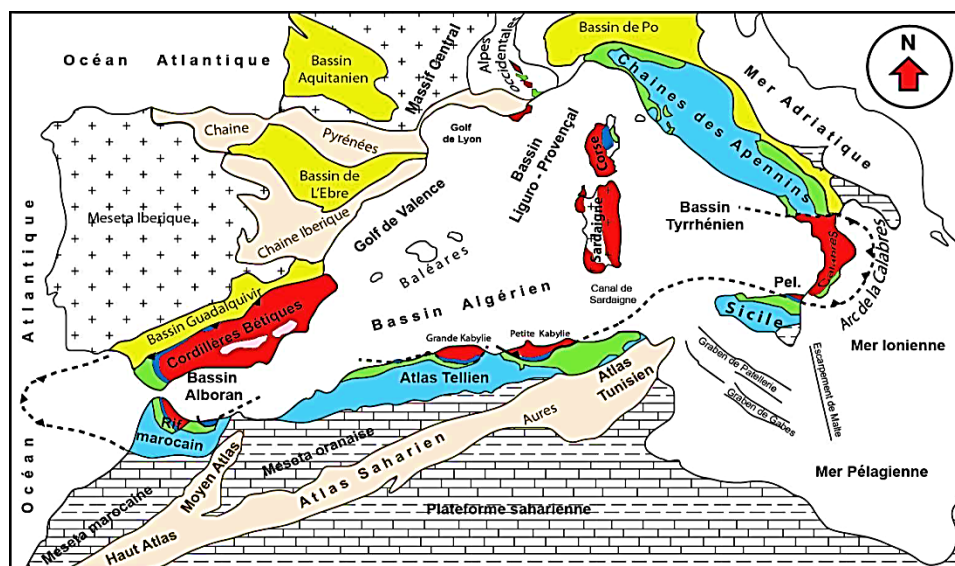 N
Océan Atlantique
Bassin
Aquitanien
Massif Central
Alpes
Occidentales
Bassin de Po
Chaines des Apennins
Mer Adriatique
Chaine
Pyrénées
Golf de Lyon
Bassin de
L'Ebre
Chaine Iberique
Meseta Iberique
Golf de Valence
Bassin
Liguro - Provençal
Corse
Sardaigne
Bassin
Tyrrhénien
Baléares
Canal de
Sardaigne
Bassin Algérien
Calabres
Arc de la Calabres
Pel.
Sicile
Mer Ionienne
Atlantique
Océan
Bassin Guadalquivir
Cordillères Bétiques
Bassin
Alboran
Rif
marocain
Grande Kabylie
Petite Kabylie
Atlas Tellien
Atlas
Tunisien
Aures
Atlas Saharien
Graben de Patellerie
Graben de Gabes
Escarpement de Malte
Mer Pélagienne
Meseta oranaise
Moyen Atlas
Meseta marocaine
Haut Atlas
Plateforme saharienne